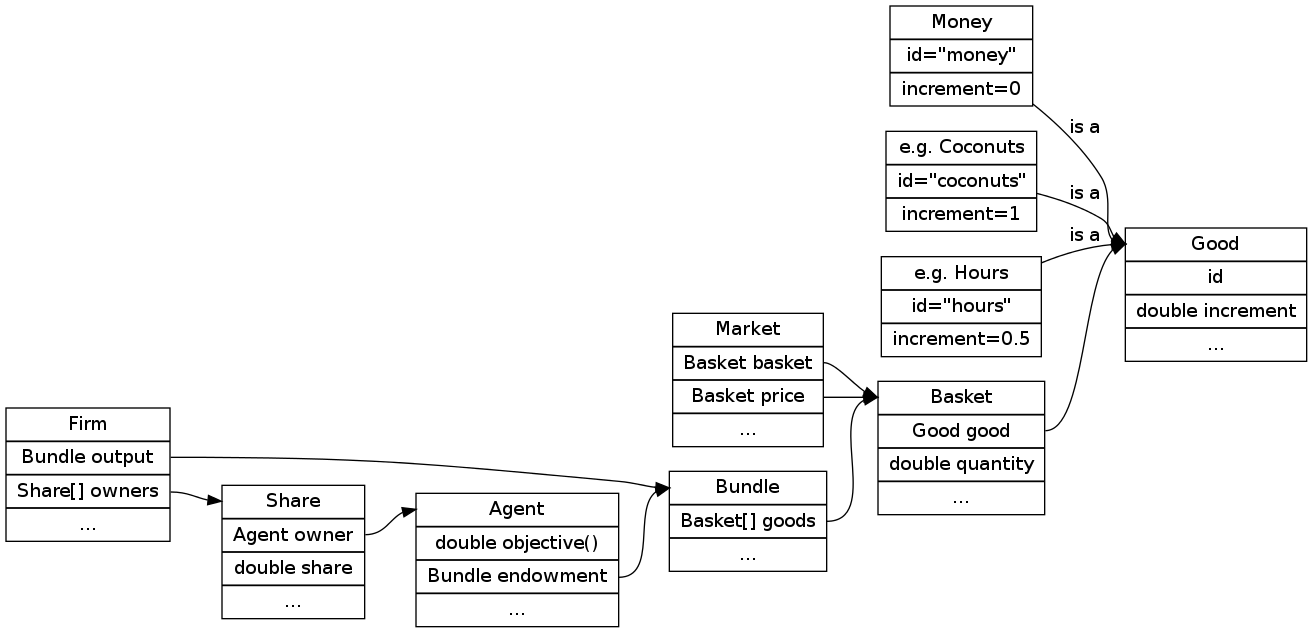 Money
id="money"
increment=0
is a
e.g. Coconuts
id="coconuts"
increment=1
is a
is a
e.g. Hours
id="hours"
increment=0.5
Good
id
double increment
...
Market
Basket basket
Basket price
...
Basket
Good good
double quantity
...
Firm
Bundle output
Share[] owners
...
Share
Agent owner
double share
...
Agent
double objective()
Bundle endowment
...
Bundle
Basket[] goods
...